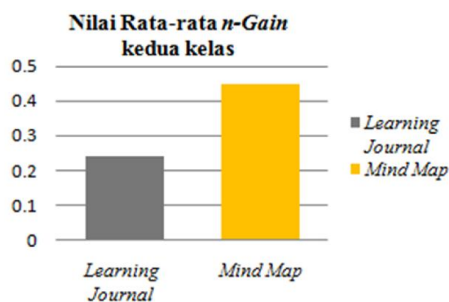 Nilai Rata-rata n-Gain
kedua kelas
0.5
0.4
0.3
0.2
0.1
0
Learning
Journal
Mind Map
Learning
Journal
Mind Map